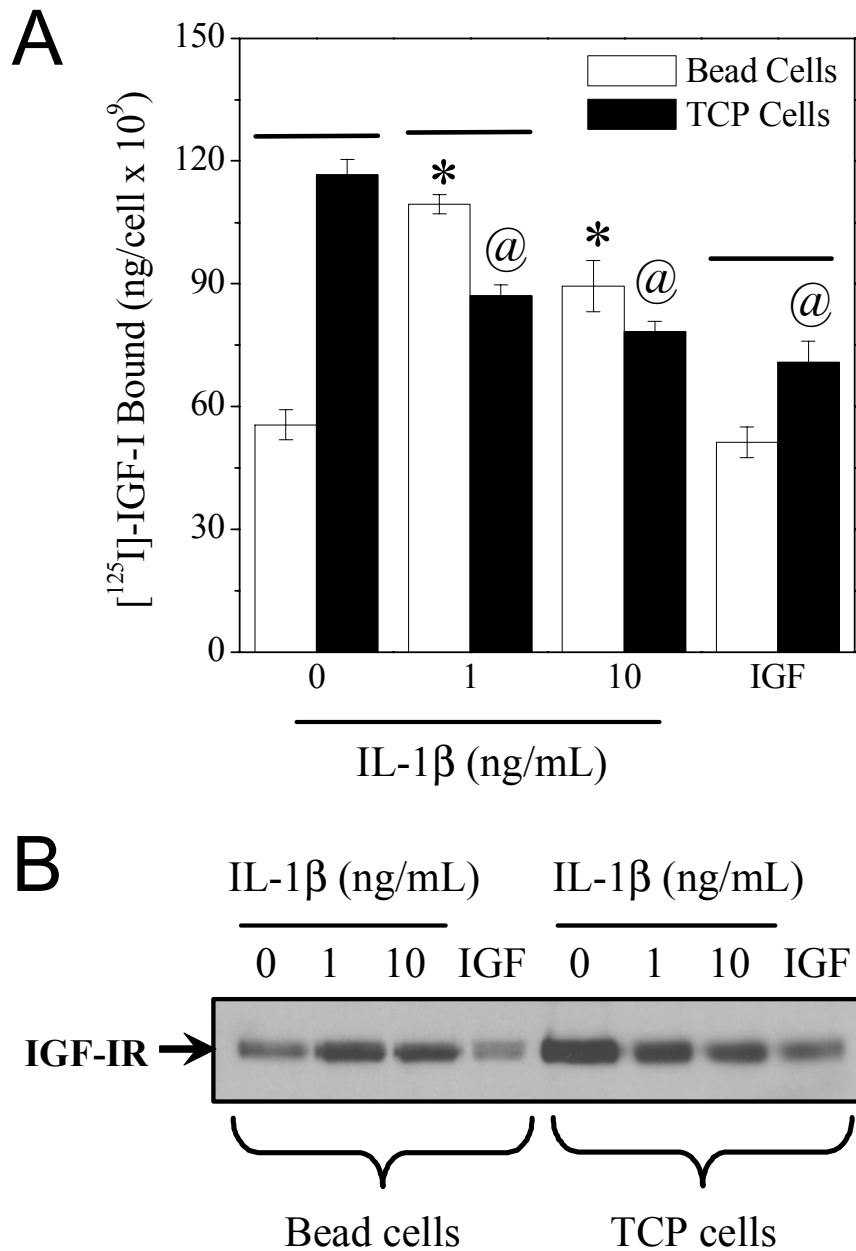 A
[¹²⁵I]-IGF-I Bound (ng/cell x 10⁹)
150
120
90
60
30
0
Bead Cells
TCP Cells
*
@
*
@
@
0 1 10 IGF
IL-1β (ng/mL)
B
IL-1β (ng/mL) IL-1β (ng/mL)
0 1 10 IGF 0 1 10 IGF
IGF-IR
Bead cells TCP cells